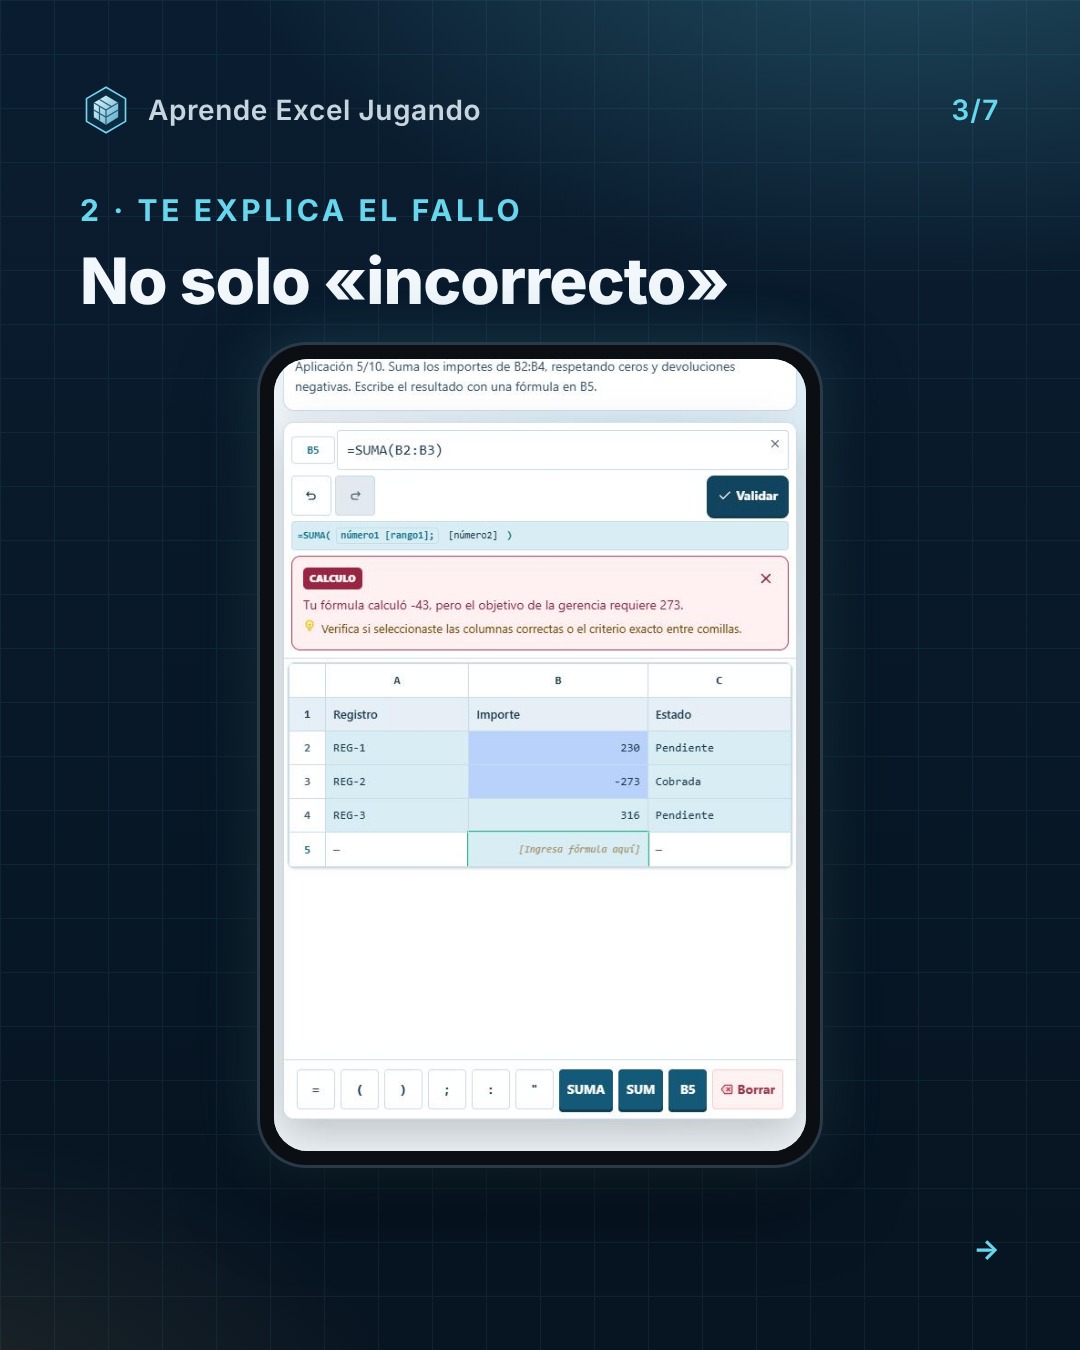 Aprende Excel Jugando
3/7
2 · TE EXPLICA EL FALLO
No solo «incorrecto»
Aplicación 5/10. Suma los importes de B2:B4, respetando ceros y devoluciones
negativas. Escribe el resultado con una fórmula en B5.
B5 =SUMA(B2:B3) ×
✓ Validar
=SUMA( número1 [rango1]; [número2] )
CALCULO ×
Tu fórmula calculó -43, pero el objetivo de la gerencia requiere 273.
Verifica si seleccionaste las columnas correctas o el criterio exacto entre comillas.
A B C
1 Registro Importe Estado
2 REG-1 230 Pendiente
3 REG-2 -273 Cobrada
4 REG-3 316 Pendiente
5 — [Ingresa fórmula aquí] —
= ( ) ; : " SUMA SUM B5 Borrar
→